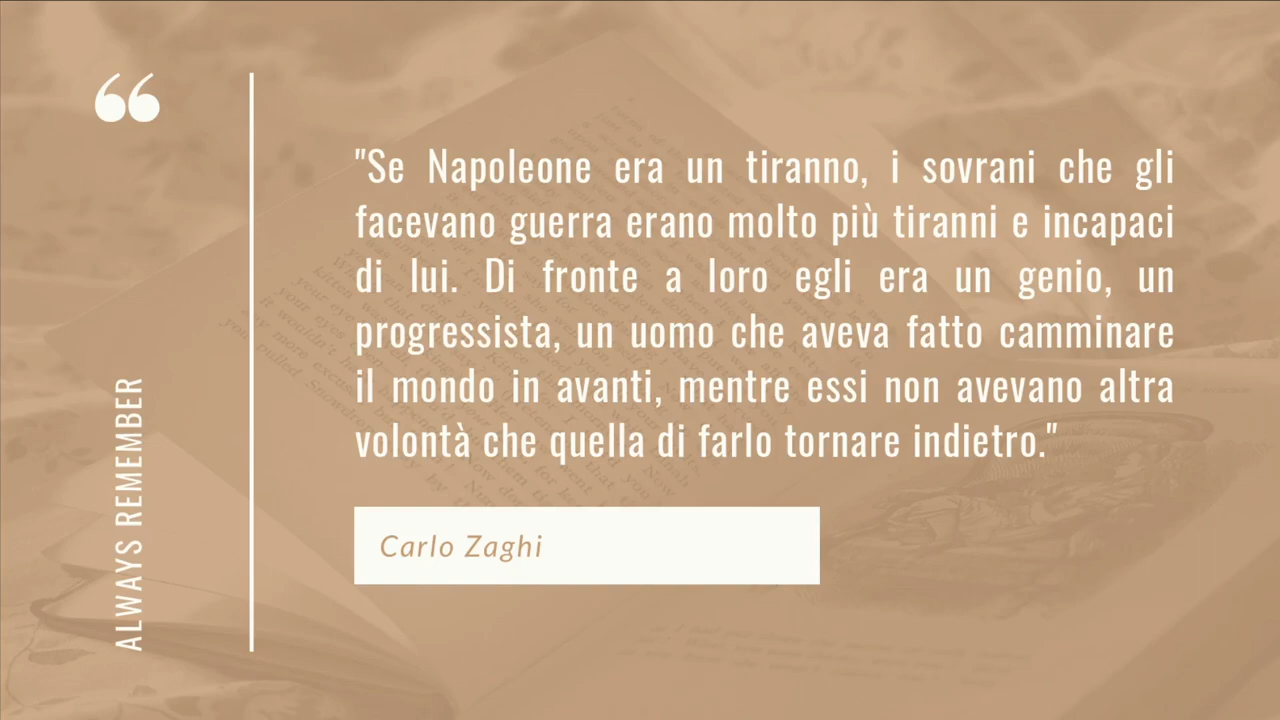 “
ALWAYS REMEMBER
"Se Napoleone era un tiranno, i sovrani che gli
facevano guerra erano molto più tiranni e incapaci
di lui. Di fronte a loro egli era un genio, un
progressista, un uomo che aveva fatto camminare
il mondo in avanti, mentre essi non avevano altra
volontà che quella di farlo tornare indietro."
Carlo Zaghi